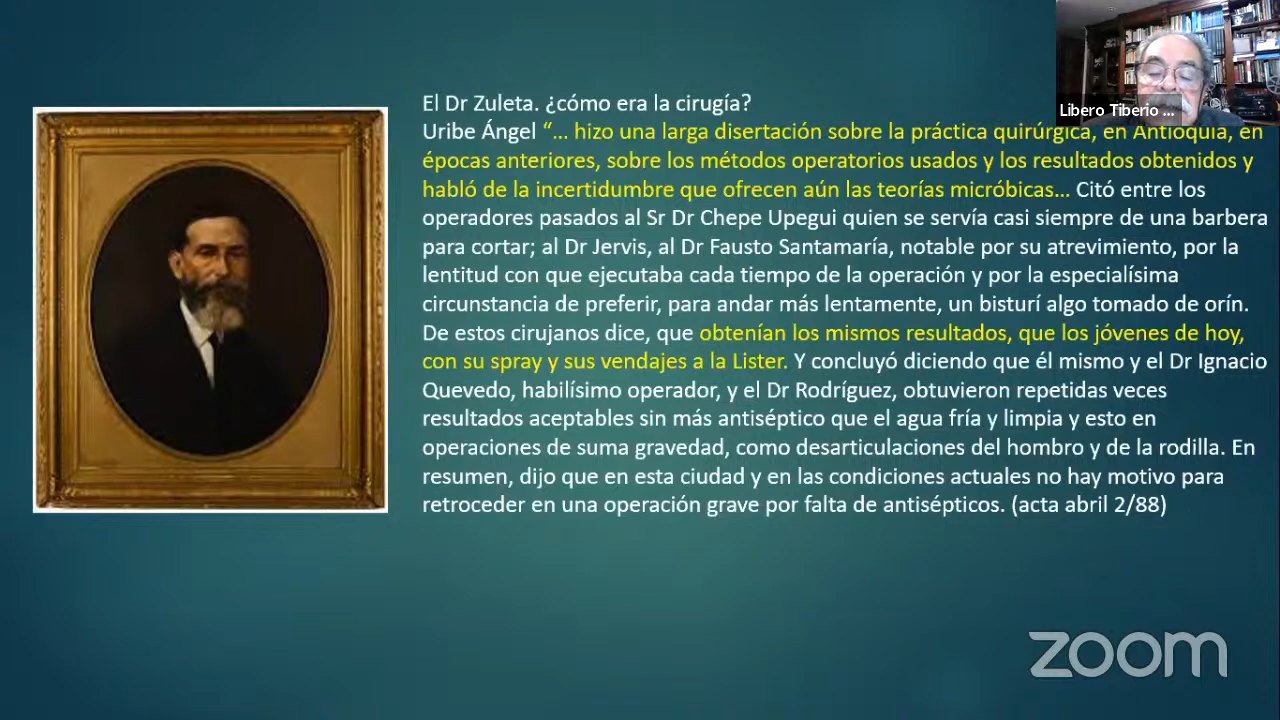 El Dr Zuleta. ¿cómo era la cirugía?
Uribe Ángel “... hizo una larga disertación sobre la práctica quirúrgica, en Antioquia, en
épocas anteriores, sobre los métodos operatorios usados y los resultados obtenidos y
habló de la incertidumbre que ofrecen aún las teorías micróbicas... Citó entre los
operadores pasados al Sr Dr Chepe Upegui quien se servía casi siempre de una barbera
para cortar; al Dr Jervis, al Dr Fausto Santamaría, notable por su atrevimiento, por la
lentitud con que ejecutaba cada tiempo de la operación y por la especialísima
circunstancia de preferir, para andar más lentamente, un bisturí algo tomado de orín.
De estos cirujanos dice, que obtenían los mismos resultados, que los jóvenes de hoy,
con su spray y sus vendajes a la Lister. Y concluyó diciendo que él mismo y el Dr Ignacio
Quevedo, habilísimo operador, y el Dr Rodríguez, obtuvieron repetidas veces
resultados aceptables sin más antiséptico que el agua fría y limpia y esto en
operaciones de suma gravedad, como desarticulaciones del hombro y de la rodilla. En
resumen, dijo que en esta ciudad y en las condiciones actuales no hay motivo para
retroceder en una operación grave por falta de antisépticos. (acta abril 2/88)
Libero Tiberio ...
zoom